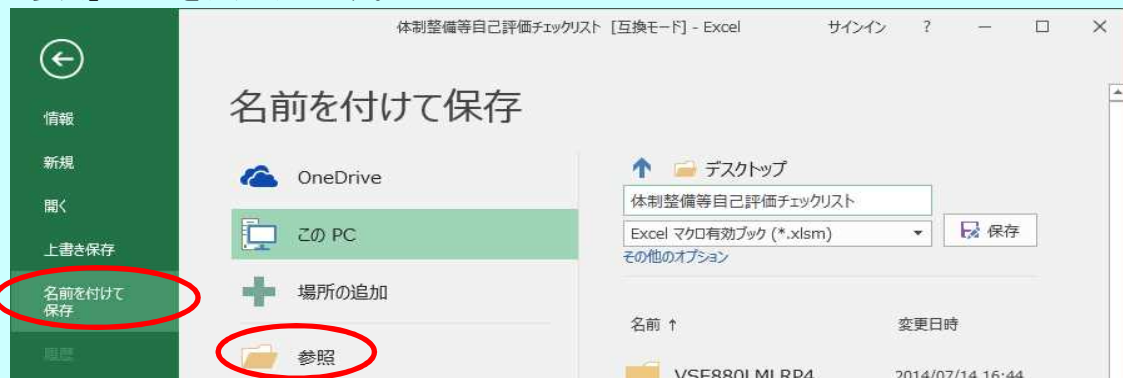 体制整備等自己評価チェックリスト [互換モード] - Excel サインイン ?
名前を付けて保存
情報
新規
開く
上書き保存
名前を付けて
保存
OneDrive
この PC
場所の追加
参照
デスクトップ
体制整備等自己評価チェックリスト
Excel マクロ有効ブック (*.xlsm)
保存
その他のオプション
名前 ↑ 変更日時
VSE880LMLRP4 2014/07/14 16:44